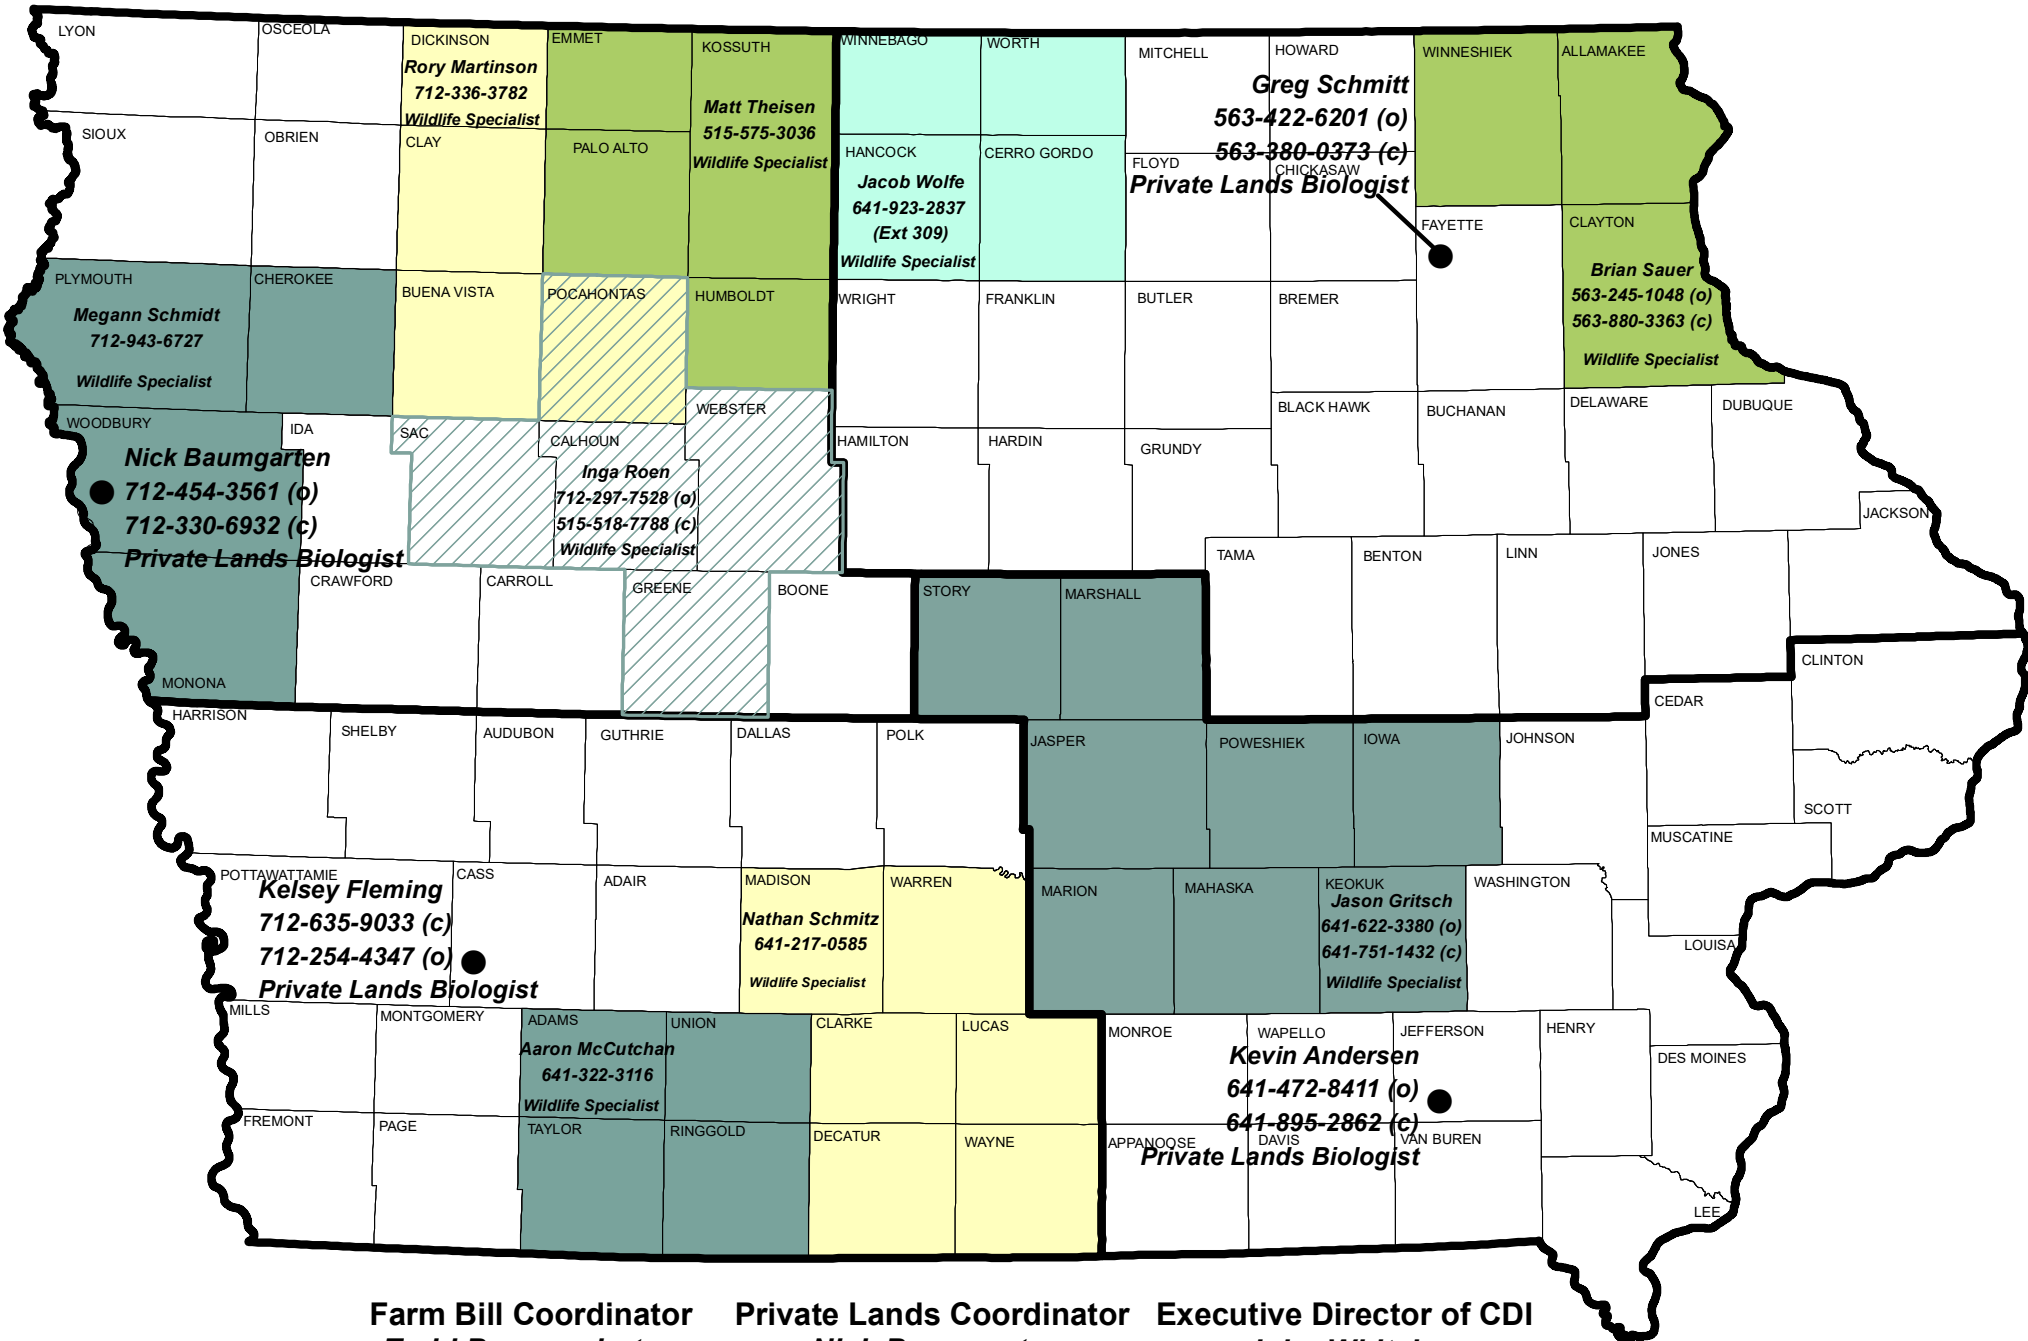 LYON
OSCEOLA
DICKINSON
Rory Martinson
712-336-3782
Wildlife Specialist
EMMET
KOSSUTH
Matt Theisen
515-575-3036
Wildlife Specialist
WINNEBAGO
WORTH
MITCHELL
HOWARD
Greg Schmitt
563-422-6201 (o)
563-380-0373 (c)
Private Lands Biologist
WINNESHIEK
ALLAMAKEE
SIOUX
OBRIEN
CLAY
PALO ALTO
HANCOCK
Jacob Wolfe
641-923-2837
(Ext 309)
Wildlife Specialist
CERRO GORDO
FLOYD
CHICKASAW
FAYETTE
CLAYTON
Brian Sauer
563-245-1048 (o)
563-880-3363 (c)
Wildlife Specialist
PLYMOUTH
Megann Schmidt
712-943-6727
Wildlife Specialist
CHEROKEE
BUENA VISTA
POCAHONTAS
HUMBOLDT
WRIGHT
FRANKLIN
BUTLER
BREMER
WOODBURY
Nick Baumgarten
712-454-3561 (o)
712-330-6932 (c)
Private Lands Biologist
IDA
SAC
CALHOUN
Inga Roen
712-297-7528 (o)
515-518-7788 (c)
Wildlife Specialist
WEBSTER
HAMILTON
HARDIN
GRUNDY
BLACK HAWK
BUCHANAN
DELAWARE
DUBUQUE
JACKSON
MONONA
CRAWFORD
CARROLL
GREENE
BOONE
STORY
MARSHALL
TAMA
BENTON
LINN
JONES
CLINTON
CEDAR
HARRISON
SHELBY
AUDUBON
GUTHRIE
DALLAS
POLK
JASPER
POWESHIEK
IOWA
JOHNSON
SCOTT
MUSCATINE
POTTAWATTAMIE
Kelsey Fleming
712-635-9033 (c)
712-254-4347 (o)
Private Lands Biologist
CASS
ADAIR
MADISON
Nathan Schmitz
641-217-0585
Wildlife Specialist
WARREN
MARION
MAHASKA
KEOKUK
Jason Gritsch
641-622-3380 (o)
641-751-1432 (c)
Wildlife Specialist
WASHINGTON
LOUISA
MILLS
MONTGOMERY
ADAMS
Aaron McCutchan
641-322-3116
Wildlife Specialist
UNION
CLARKE
LUCAS
MONROE
WAPELLO
Kevin Andersen
641-472-8411 (o)
641-895-2862 (c)
Private Lands Biologist
JEFFERSON
HENRY
DES MOINES
FREMONT
PAGE
TAYLOR
RINGGOLD
DECATUR
WAYNE
APPANOOSE
DAVIS
VAN BUREN
LEE
Farm Bill Coordinator
Private Lands Coordinator
Executive Director of CDI